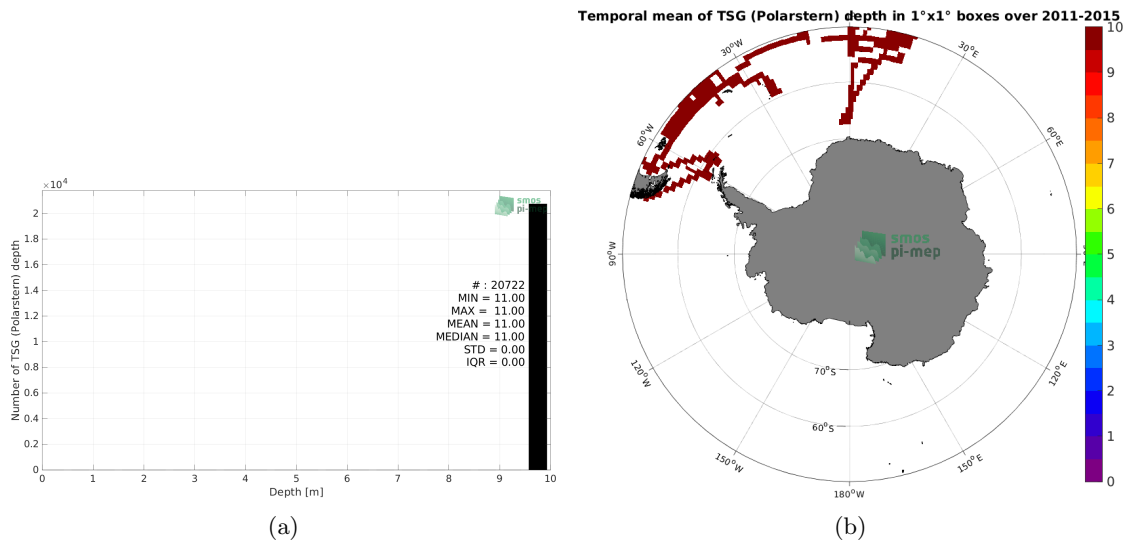 ×10⁴
2
1.8
1.6
1.4
1.2
1
0.8
0.6
0.4
0.2
0
Number of TSG (Polarstern) depth
smos
pi-mep
# : 20722
MIN = 11.00
MAX = 11.00
MEAN = 11.00
MEDIAN = 11.00
STD = 0.00
IQR = 0.00
0 1 2 3 4 5 6 7 8 9 10
Depth [m]
(a)
Temporal mean of TSG (Polarstern) depth in 1°x1° boxes over 2011-2015
30°W
30°E
60°W
60°E
90°W
120°W
120°E
150°W
150°E
180°W
70°S
60°S
smos
pi-mep
10
9
8
7
6
5
4
3
2
1
0
(b)